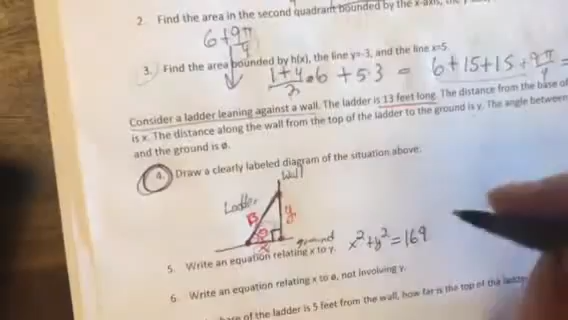 2. Find the area in the second quadrant bounded by the x-axis, the
6+9π/4
3. Find the area bounded by h(x), the line y=-3, and the line x=5.
(1+4)/2 • 6 + 5·3 = 6+15+15+9π/4 =
Consider a ladder leaning against a wall. The ladder is 13 feet long. The distance from the base of
is x. The distance along the wall from the top of the ladder to the ground is y. The angle between
and the ground is ø.
4. Draw a clearly labeled diagram of the situation above.
Wall
Ladder
13
y
θ
x
ground
5. Write an equation relating x to y. x²+y²=169
6. Write an equation relating x to ø, not involving y.
of the ladder is 5 feet from the wall, how far is the top of the ladder